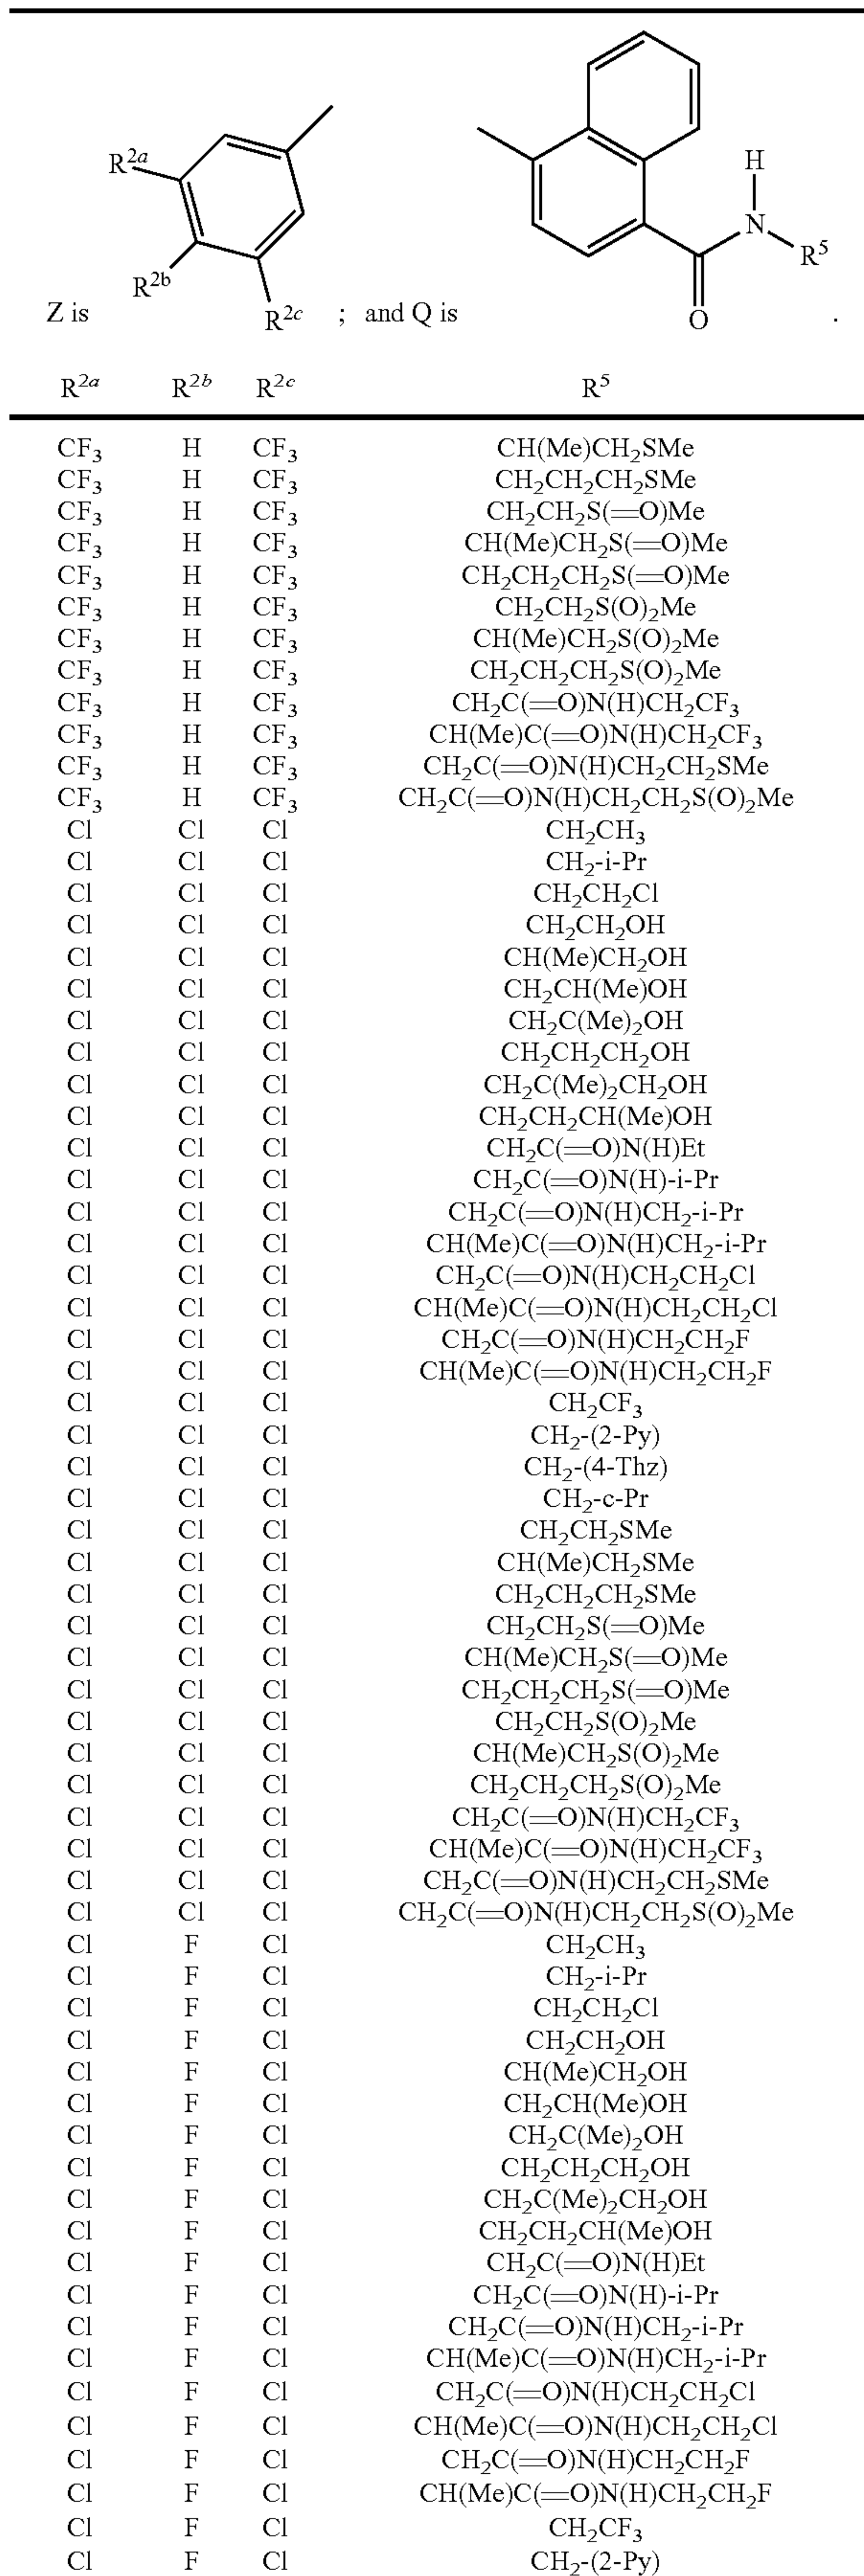 R2a
R2b
R2c
H
N
R5
O
Z is ; and Q is .
R2a R2b R2c R5
CF3 H CF3 CH(Me)CH2SMe
CF3 H CF3 CH2CH2CH2SMe
CF3 H CF3 CH2CH2S(=O)Me
CF3 H CF3 CH(Me)CH2S(=O)Me
CF3 H CF3 CH2CH2CH2S(=O)Me
CF3 H CF3 CH2CH2S(O)2Me
CF3 H CF3 CH(Me)CH2S(O)2Me
CF3 H CF3 CH2CH2CH2S(O)2Me
CF3 H CF3 CH2C(=O)N(H)CH2CF3
CF3 H CF3 CH(Me)C(=O)N(H)CH2CF3
CF3 H CF3 CH2C(=O)N(H)CH2CH2SMe
CF3 H CF3 CH2C(=O)N(H)CH2CH2S(O)2Me
Cl Cl Cl CH2CH3
Cl Cl Cl CH2-i-Pr
Cl Cl Cl CH2CH2Cl
Cl Cl Cl CH2CH2OH
Cl Cl Cl CH(Me)CH2OH
Cl Cl Cl CH2CH(Me)OH
Cl Cl Cl CH2C(Me)2OH
Cl Cl Cl CH2CH2CH2OH
Cl Cl Cl CH2C(Me)2CH2OH
Cl Cl Cl CH2CH2CH(Me)OH
Cl Cl Cl CH2C(=O)N(H)Et
Cl Cl Cl CH2C(=O)N(H)-i-Pr
Cl Cl Cl CH2C(=O)N(H)CH2-i-Pr
Cl Cl Cl CH(Me)C(=O)N(H)CH2-i-Pr
Cl Cl Cl CH2C(=O)N(H)CH2CH2Cl
Cl Cl Cl CH(Me)C(=O)N(H)CH2CH2Cl
Cl Cl Cl CH2C(=O)N(H)CH2CH2F
Cl Cl Cl CH(Me)C(=O)N(H)CH2CH2F
Cl Cl Cl CH2CF3
Cl Cl Cl CH2-(2-Py)
Cl Cl Cl CH2-(4-Thz)
Cl Cl Cl CH2-c-Pr
Cl Cl Cl CH2CH2SMe
Cl Cl Cl CH(Me)CH2SMe
Cl Cl Cl CH2CH2CH2SMe
Cl Cl Cl CH2CH2S(=O)Me
Cl Cl Cl CH(Me)CH2S(=O)Me
Cl Cl Cl CH2CH2CH2S(=O)Me
Cl Cl Cl CH2CH2S(O)2Me
Cl Cl Cl CH(Me)CH2S(O)2Me
Cl Cl Cl CH2CH2CH2S(O)2Me
Cl Cl Cl CH2C(=O)N(H)CH2CF3
Cl Cl Cl CH(Me)C(=O)N(H)CH2CF3
Cl Cl Cl CH2C(=O)N(H)CH2CH2SMe
Cl Cl Cl CH2C(=O)N(H)CH2CH2S(O)2Me
Cl F Cl CH2CH3
Cl F Cl CH2-i-Pr
Cl F Cl CH2CH2Cl
Cl F Cl CH2CH2OH
Cl F Cl CH(Me)CH2OH
Cl F Cl CH2CH(Me)OH
Cl F Cl CH2C(Me)2OH
Cl F Cl CH2CH2CH2OH
Cl F Cl CH2C(Me)2CH2OH
Cl F Cl CH2CH2CH(Me)OH
Cl F Cl CH2C(=O)N(H)Et
Cl F Cl CH2C(=O)N(H)-i-Pr
Cl F Cl CH2C(=O)N(H)CH2-i-Pr
Cl F Cl CH(Me)C(=O)N(H)CH2-i-Pr
Cl F Cl CH2C(=O)N(H)CH2CH2Cl
Cl F Cl CH(Me)C(=O)N(H)CH2CH2Cl
Cl F Cl CH2C(=O)N(H)CH2CH2F
Cl F Cl CH(Me)C(=O)N(H)CH2CH2F
Cl F Cl CH2CF3
Cl F Cl CH2-(2-Py)